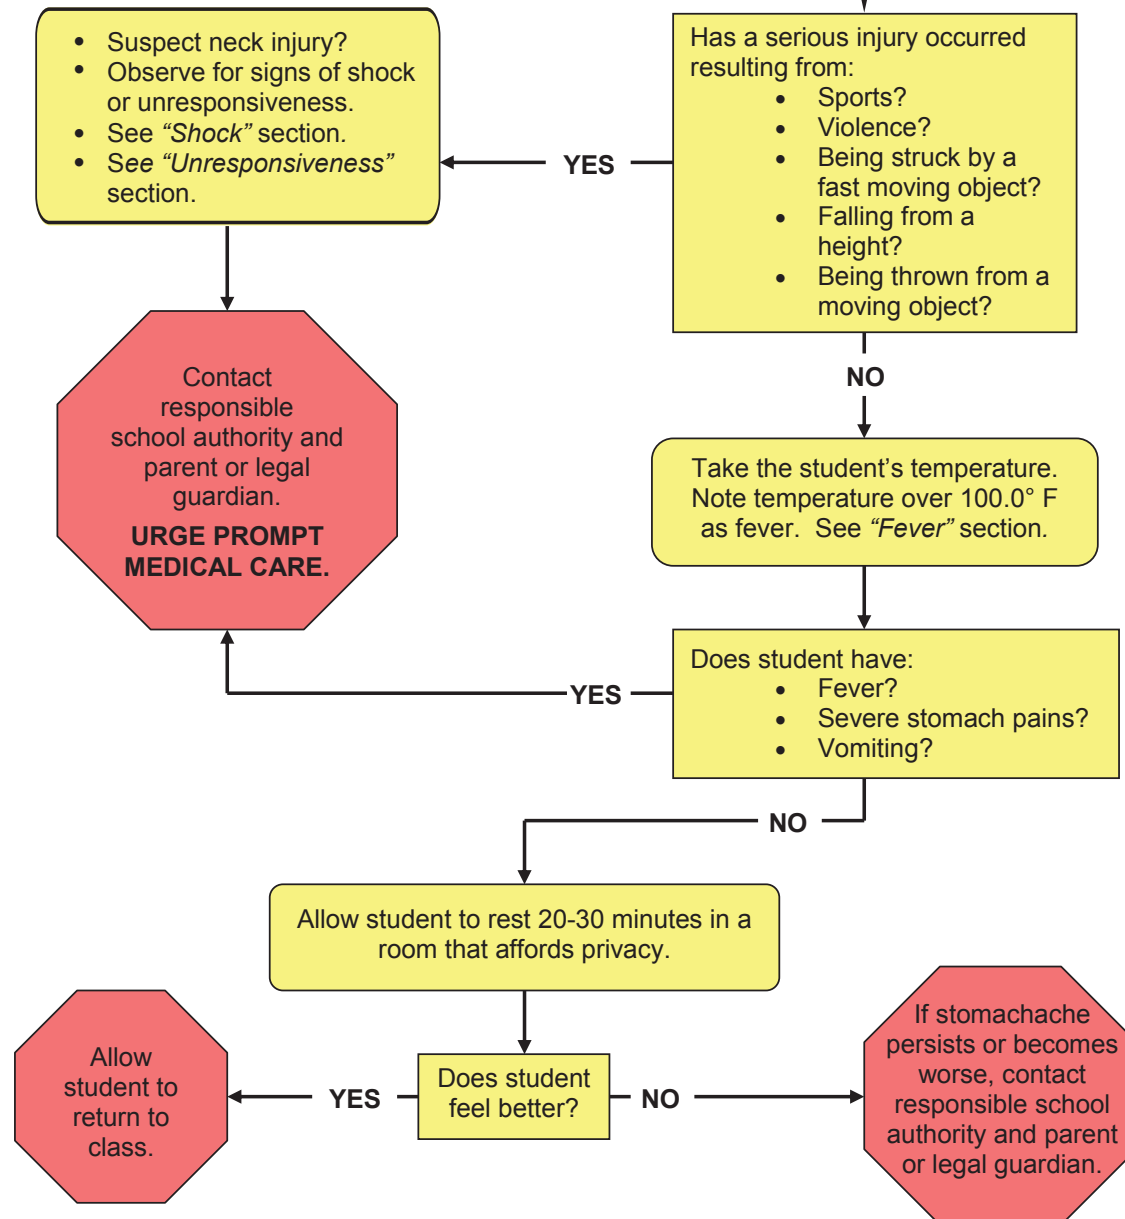 • Suspect neck injury?
• Observe for signs of shock
or unresponsiveness.
• See “Shock” section.
• See “Unresponsiveness”
section.
YES
Has a serious injury occurred
resulting from:
• Sports?
• Violence?
• Being struck by a
fast moving object?
• Falling from a
height?
• Being thrown from a
moving object?
NO
Contact
responsible
school authority and
parent or legal
guardian.
URGE PROMPT
MEDICAL CARE.
Take the student’s temperature.
Note temperature over 100.0° F
as fever. See “Fever” section.
YES
Does student have:
• Fever?
• Severe stomach pains?
• Vomiting?
NO
Allow student to rest 20-30 minutes in a
room that affords privacy.
Allow
student to
return to
class.
YES
Does student
feel better?
NO
If stomachache
persists or becomes
worse, contact
responsible school
authority and parent
or legal guardian.